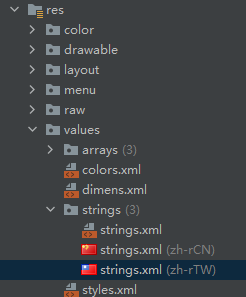 res
color
drawable
layout
menu
raw
values
arrays (3)
colors.xml
dimens.xml
strings (3)
strings.xml
strings.xml (zh-rCN)
strings.xml (zh-rTW)
styles.xml